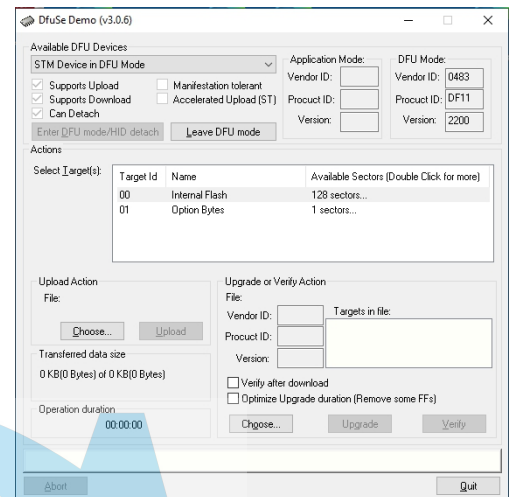 DfuSe Demo (v3.0.6)
Available DFU Devices
STM Device in DFU Mode
Supports Upload
Manifestation tolerant
Supports Download
Accelerated Upload (ST)
Can Detach
Enter DFU mode/HID detach
Leave DFU mode
Application Mode:
Vendor ID:
Procuct ID:
Version:
DFU Mode:
Vendor ID: 0483
Procuct ID: DF11
Version: 2200
Actions
Select Target(s):
Target Id Name Available Sectors (Double Click for more)
00 Internal Flash 128 sectors...
01 Option Bytes 1 sectors...
Upload Action
File:
Choose... Upload
Transferred data size
0 KB(0 Bytes) of 0 KB(0 Bytes)
Operation duration
00:00:00
Upgrade or Verify Action
File:
Vendor ID:
Procuct ID:
Version:
Targets in file:
Verify after download
Optimize Upgrade duration (Remove some FFs)
Choose... Upgrade Verify
Abort Quit